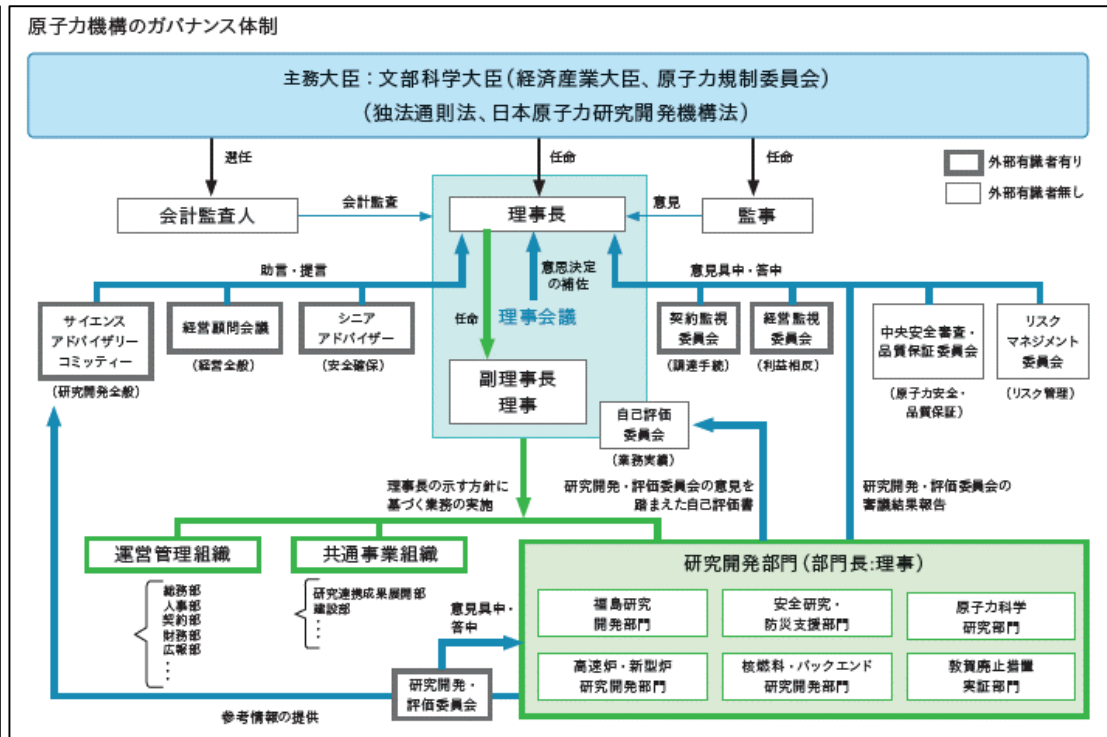 原子力機構のガバナンス体制
主務大臣：文部科学大臣（経済産業大臣、原子力規制委員会）
（独法通則法、日本原子力研究開発機構法）
選任
任命
任命
外部有識者有り
外部有識者無し
会計監査人
会計監査
理事長
意見
監事
助言・提言
意思決定
の補佐
意見具申・答申
サイエンス
アドバイザリー
コミッティー
（研究開発全般）
経営顧問会議
（経営全般）
シニア
アドバイザー
（安全確保）
任命
理事会議
契約監視
委員会
（調達手続）
経営監視
委員会
（利益相反）
中央安全審査・
品質保証委員会
（原子力安全・
品質保証）
リスク
マネジメント
委員会
（リスク管理）
副理事長
理事
自己評価
委員会
（業務実績）
理事長の示す方針に
基づく業務の実施
研究開発・評価委員会の意見を
踏まえた自己評価書
研究開発・評価委員会の
審議結果報告
運営管理組織
共通事業組織
総務部
人事部
契約部
財務部
広報部
⋮
研究連携成果展開部
建設部
⋮
意見具申・
答申
研究開発・
評価委員会
参考情報の提供
研究開発部門（部門長:理事）
福島研究
開発部門
安全研究・
防災支援部門
原子力科学
研究部門
高速炉・新型炉
研究開発部門
核燃料・バックエンド
研究開発部門
敦賀廃止措置
実証部門